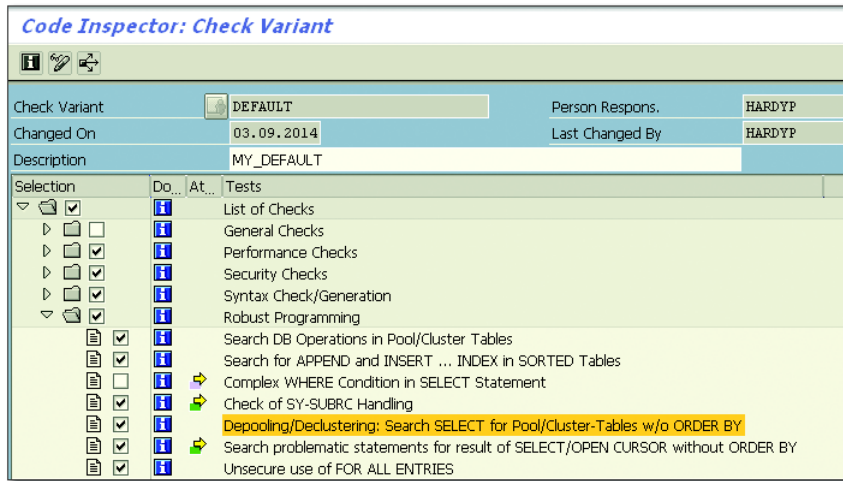 Code Inspector: Check Variant
Check Variant DEFAULT Person Respons. HARDYP
Changed On 03.09.2014 Last Changed By HARDYP
Description MY_DEFAULT
Selection Do... At... Tests
List of Checks
General Checks
Performance Checks
Security Checks
Syntax Check/Generation
Robust Programming
Search DB Operations in Pool/Cluster Tables
Search for APPEND and INSERT ... INDEX in SORTED Tables
Complex WHERE Condition in SELECT Statement
Check of SY-SUBRC Handling
Depooling/Declustering: Search SELECT for Pool/Cluster-Tables w/o ORDER BY
Search problematic statements for result of SELECT/OPEN CURSOR without ORDER BY
Unsecure use of FOR ALL ENTRIES